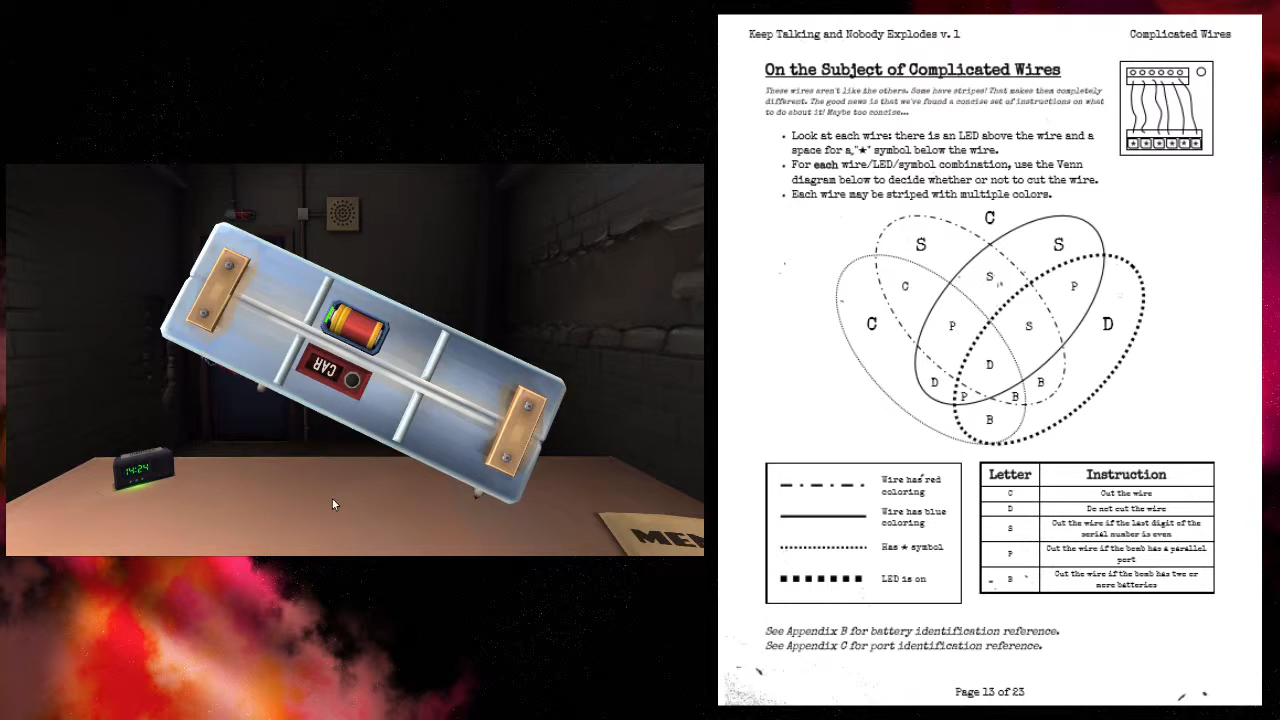 CAR
14:24
MEN
Keep Talking and Nobody Explodes v. 1
Complicated Wires
On the Subject of Complicated Wires
These wires aren't like the others. Some have stripes! That makes them completely
different. The good news is that we've found a concise set of instructions on what
to do about it! Maybe too concise...
• Look at each wire: there is an LED above the wire and a
space for a "★" symbol below the wire.
• For each wire/LED/symbol combination, use the Venn
diagram below to decide whether or not to cut the wire.
• Each wire may be striped with multiple colors.
C
S S
C S P
C P S D
D
D B
P B
B
Wire has red
coloring
Wire has blue
coloring
Has ★ symbol
LED is on
Letter Instruction
C Cut the wire
D Do not cut the wire
S Cut the wire if the last digit of the
serial number is even
P Cut the wire if the bomb has a parallel
port
B Cut the wire if the bomb has two or
more batteries
See Appendix B for battery identification reference.
See Appendix C for port identification reference.
Page 13 of 23